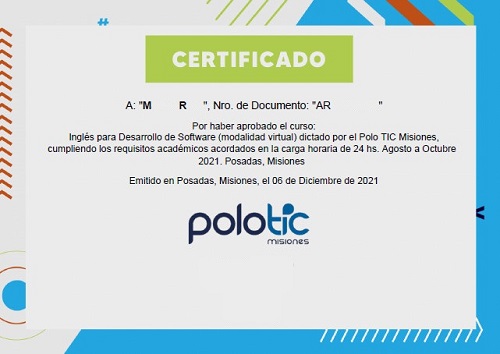 CERTIFICADO
A: "M R ", Nro. de Documento: "AR "
Por haber aprobado el curso:
Inglés para Desarrollo de Software (modalidad virtual) dictado por el Polo TIC Misiones,
cumpliendo los requisitos académicos acordados en la carga horaria de 24 hs. Agosto a Octubre
2021. Posadas, Misiones
Emitido en Posadas, Misiones, el 06 de Diciembre de 2021
polotic
misiones